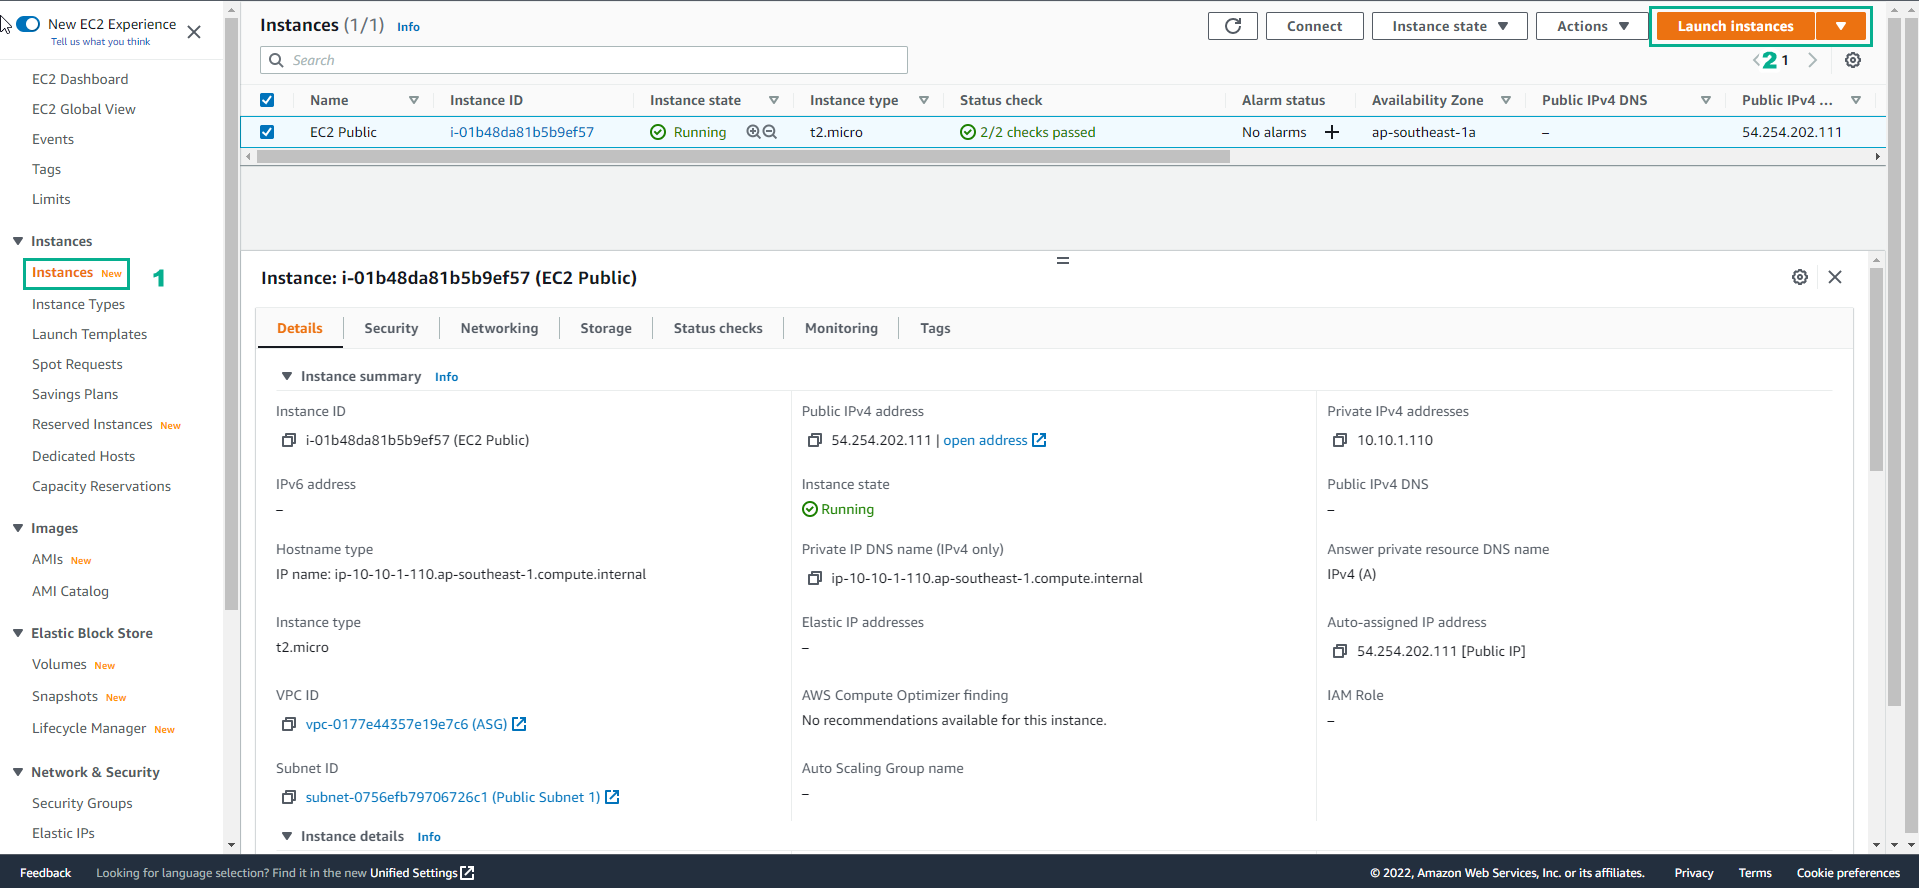 New EC2 Experience
Tell us what you think
EC2 Dashboard
EC2 Global View
Events
Tags
Limits
Instances
Instances New
1
Instance Types
Launch Templates
Spot Requests
Savings Plans
Reserved Instances New
Dedicated Hosts
Capacity Reservations
Images
AMIs New
AMI Catalog
Elastic Block Store
Volumes New
Snapshots New
Lifecycle Manager New
Network & Security
Security Groups
Elastic IPs
Instances (1/1) Info
Connect
Instance state
Actions
Launch instances
Search
2 1
Name Instance ID Instance state Instance type Status check Alarm status Availability Zone Public IPv4 DNS Public IPv4 ...
EC2 Public i-01b48da81b5b9ef57 Running t2.micro 2/2 checks passed No alarms + ap-southeast-1a – 54.254.202.111
Instance: i-01b48da81b5b9ef57 (EC2 Public)
Details Security Networking Storage Status checks Monitoring Tags
Instance summary Info
Instance ID
i-01b48da81b5b9ef57 (EC2 Public)
Public IPv4 address
54.254.202.111 | open address
Private IPv4 addresses
10.10.1.110
IPv6 address
–
Instance state
Running
Public IPv4 DNS
–
Hostname type
IP name: ip-10-10-1-110.ap-southeast-1.compute.internal
Private IP DNS name (IPv4 only)
ip-10-10-1-110.ap-southeast-1.compute.internal
Answer private resource DNS name
IPv4 (A)
Instance type
t2.micro
Elastic IP addresses
–
Auto-assigned IP address
54.254.202.111 [Public IP]
VPC ID
vpc-0177e44357e19e7c6 (ASG)
AWS Compute Optimizer finding
No recommendations available for this instance.
IAM Role
–
Subnet ID
subnet-0756efb79706726c1 (Public Subnet 1)
Auto Scaling Group name
–
Instance details Info
Feedback Looking for language selection? Find it in the new Unified Settings © 2022, Amazon Web Services, Inc. or its affiliates. Privacy Terms Cookie preferences